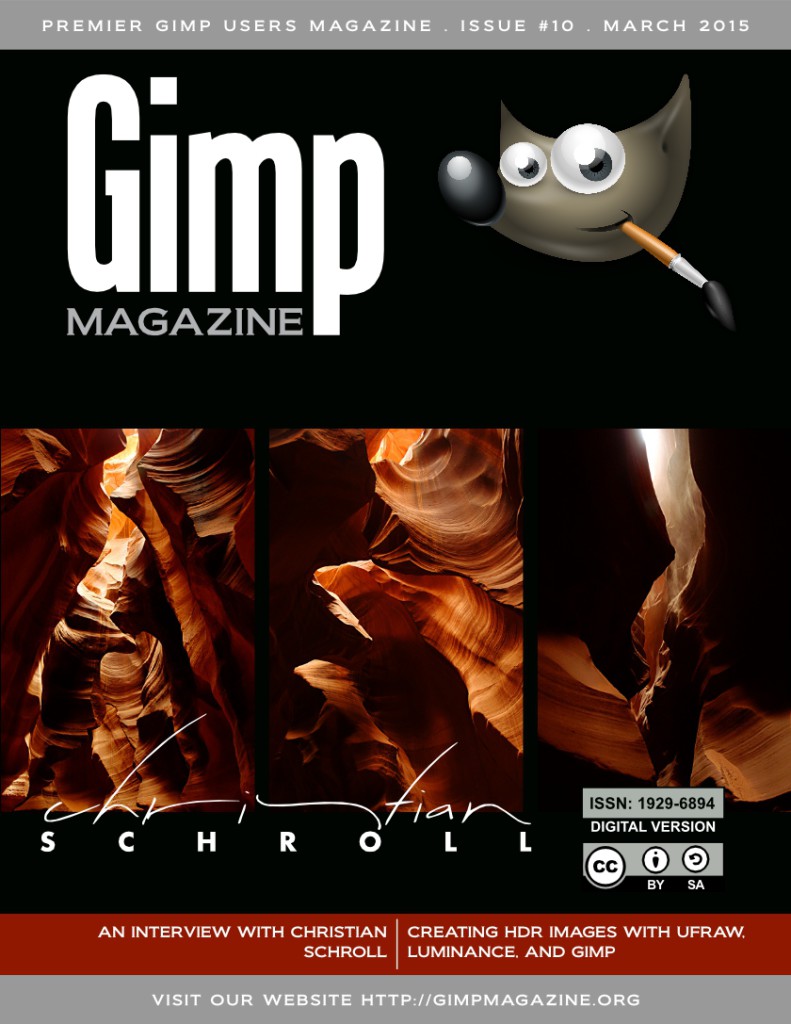 PREMIER GIMP USERS MAGAZINE . ISSUE #10 . MARCH 2015
Gimp
MAGAZINE
christian
SCHROLL
ISSN: 1929-6894
DIGITAL VERSION
CC
BY SA
AN INTERVIEW WITH CHRISTIAN
SCHROLL
CREATING HDR IMAGES WITH UFRAW,
LUMINANCE, AND GIMP
VISIT OUR WEBSITE HTTP://GIMPMAGAZINE.ORG